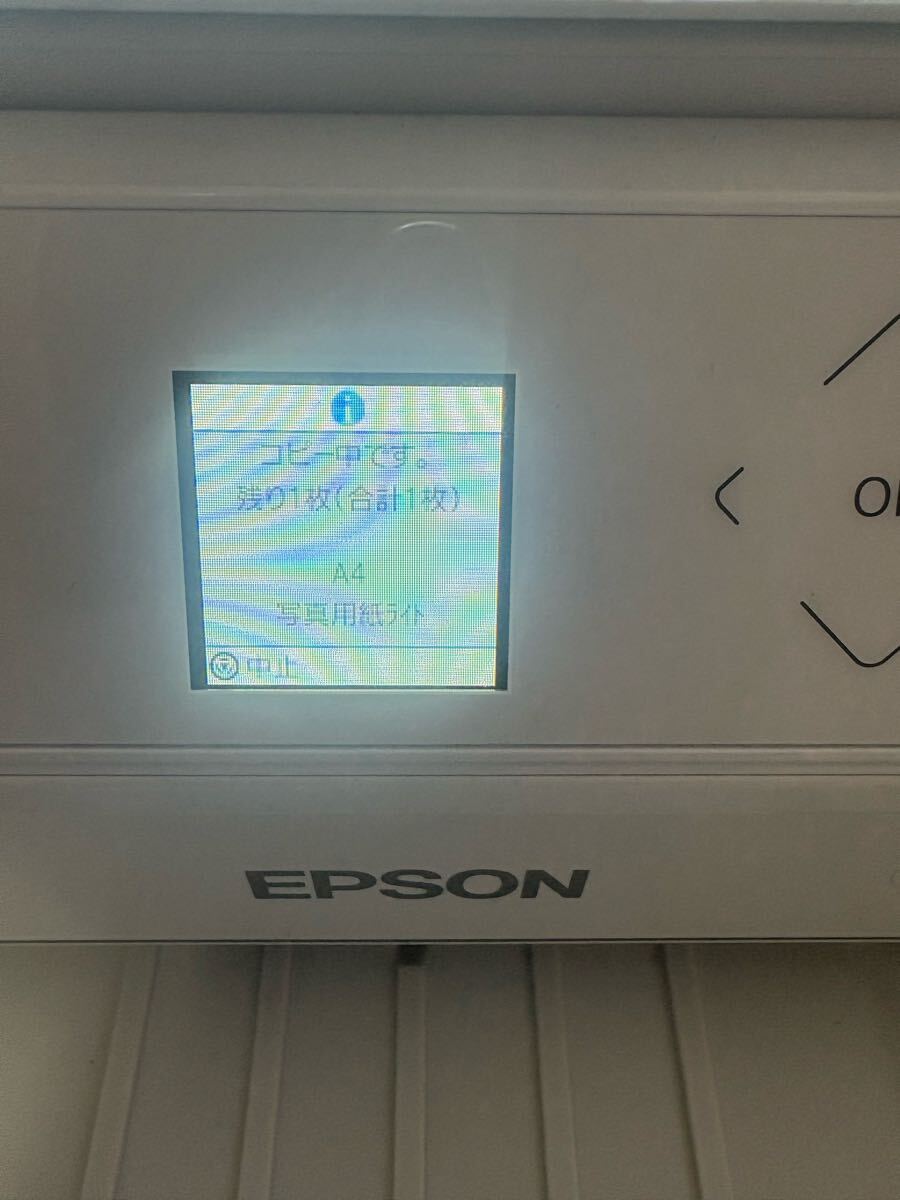 コピー中です。
残り1枚(合計1枚)
A4
写真用紙ﾗｲﾄ
中止
EPSON